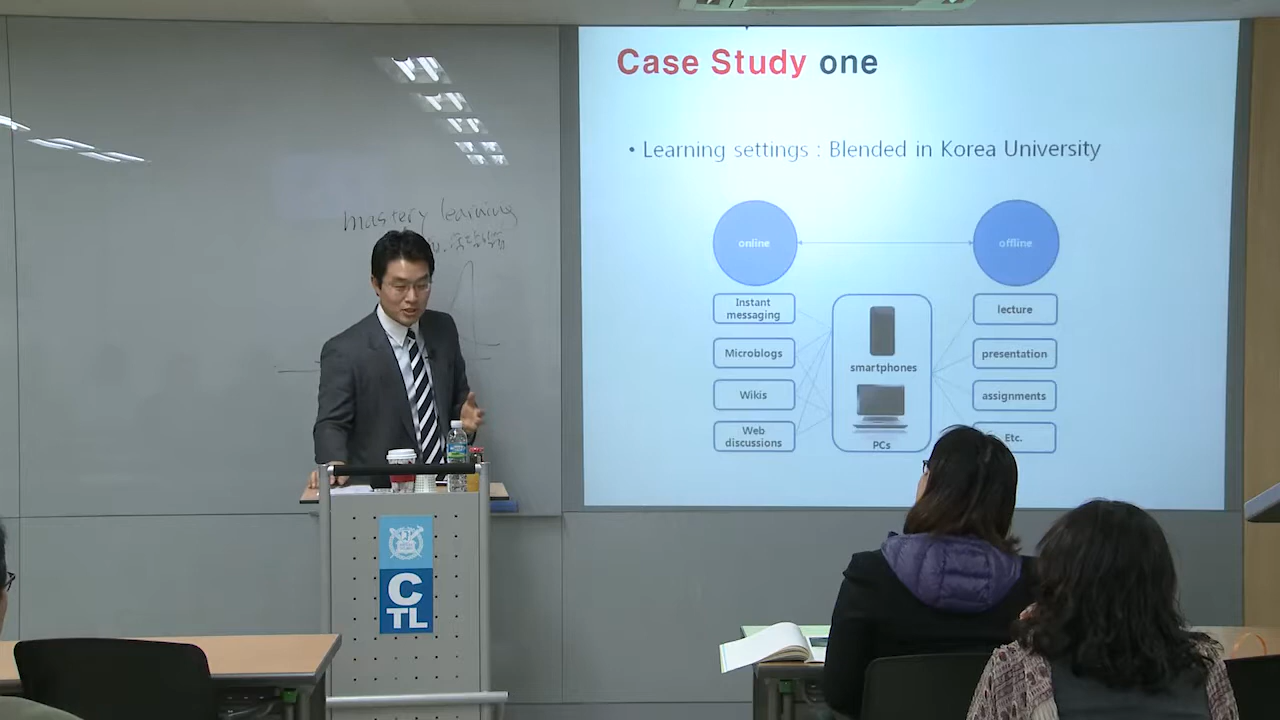 Case Study one
• Learning settings : Blended in Korea University
online
offline
Instant
messaging
Microblogs
Wikis
Web
discussions
smartphones
PCs
lecture
presentation
assignments
Etc.
mastery learning
C
TL